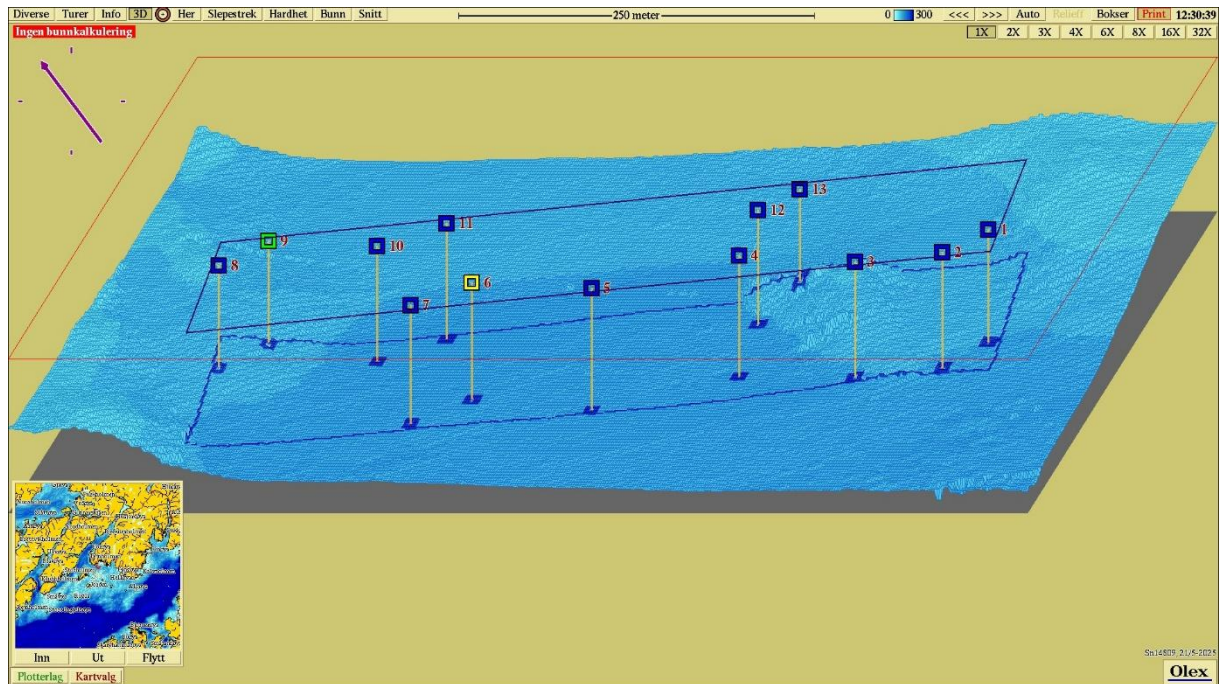 Diverse Turer Info 3D Her Slepestrek Hardhet Bunn Snitt 250 meter 0 300 <<< >>> Auto Relieff Bokser Print 12:30:39
Ingen bunnkalkulering 1X 2X 3X 4X 6X 8X 16X 32X
13
12
11
1
9
10
2
4
3
8
6
5
7
Inn Ut Flytt
Plotterlag Kartvalg
Olex